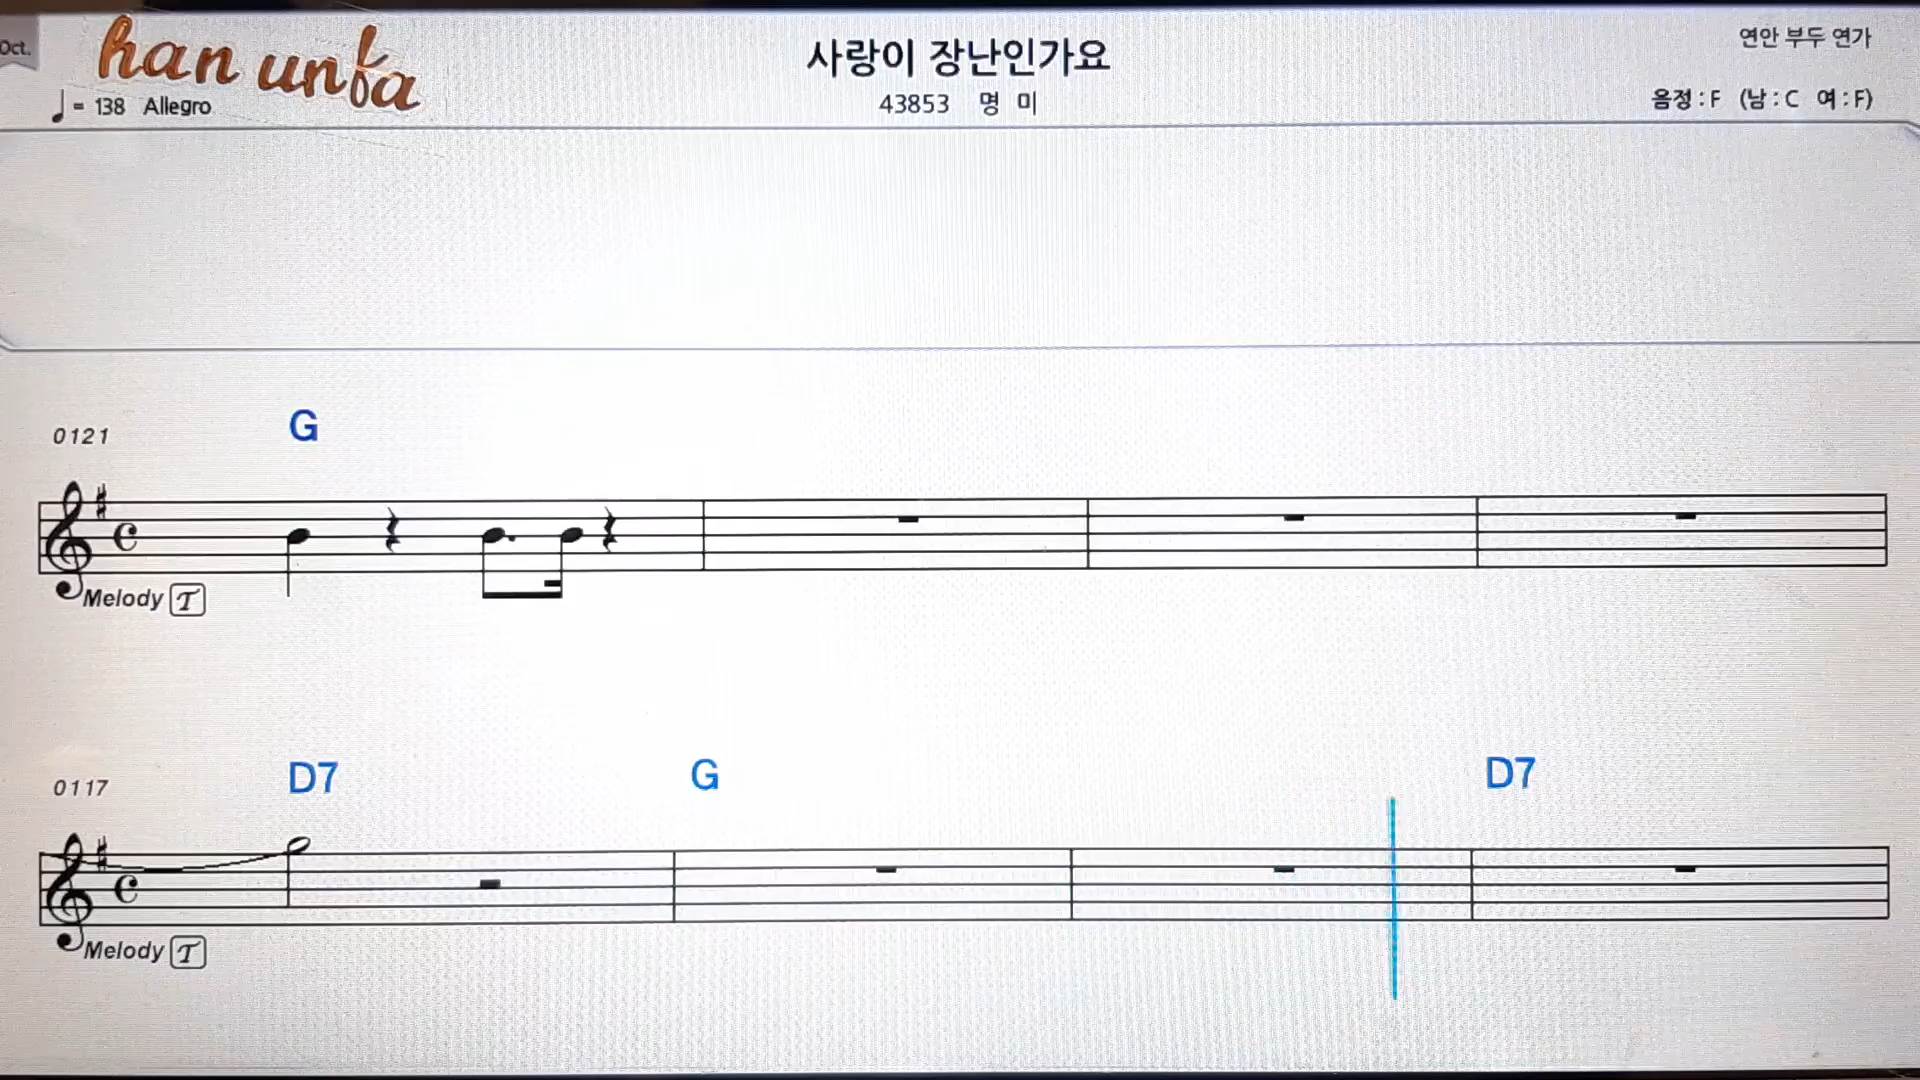 Oct.
han unfa
사랑이 장난인가요
연안 부두 연가
= 138 Allegro
43853 명 미
음정 : F (남 : C 여 : F)
0121 G
Melody T
0117 D7 G D7
Melody T